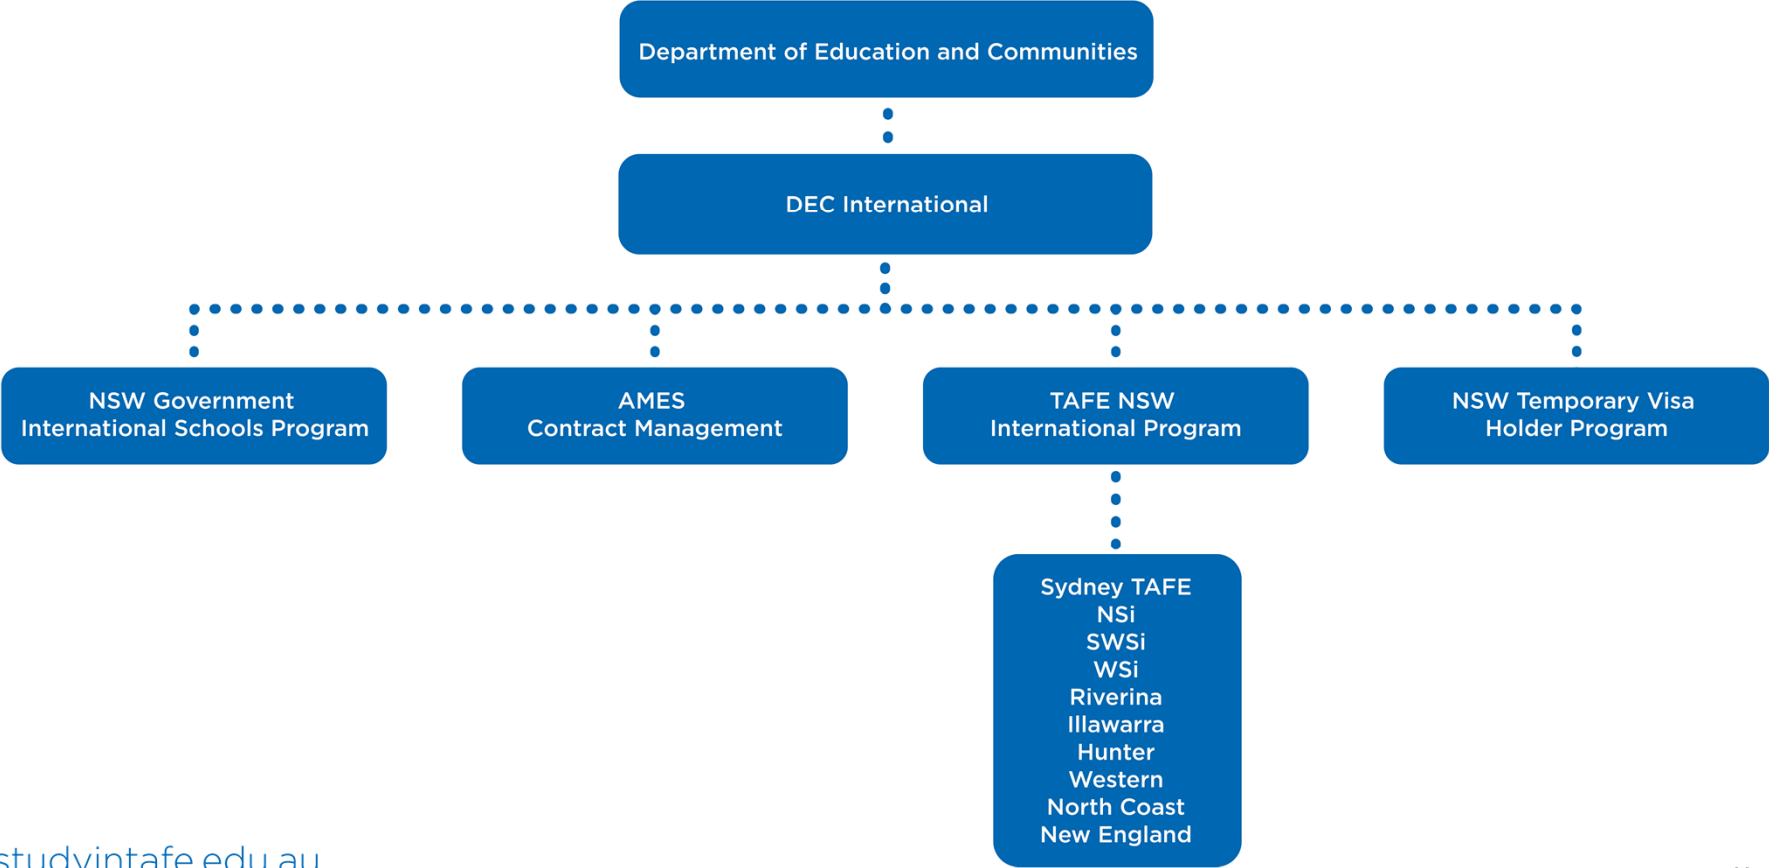 Department of Education and Communities
DEC International
NSW Government
International Schools Program
AMES
Contract Management
TAFE NSW
International Program
NSW Temporary Visa
Holder Program
Sydney TAFE
NSi
SWSi
WSi
Riverina
Illawarra
Hunter
Western
North Coast
New England
studyintafe.edu.au